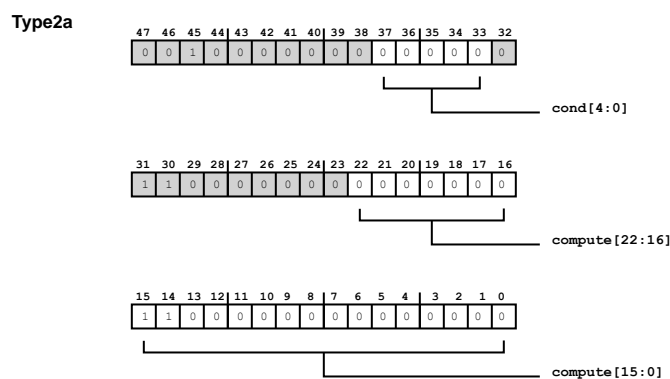 Type2a
47 46 45 44 43 42 41 40 39 38 37 36 35 34 33 32
0 0 1 0 0 0 0 0 0 0 0 0 0 0 0 0
cond[4:0]
31 30 29 28 27 26 25 24 23 22 21 20 19 18 17 16
1 1 0 0 0 0 0 0 0 0 0 0 0 0 0 0
compute[22:16]
15 14 13 12 11 10 9 8 7 6 5 4 3 2 1 0
1 1 0 0 0 0 0 0 0 0 0 0 0 0 0 0
compute[15:0]